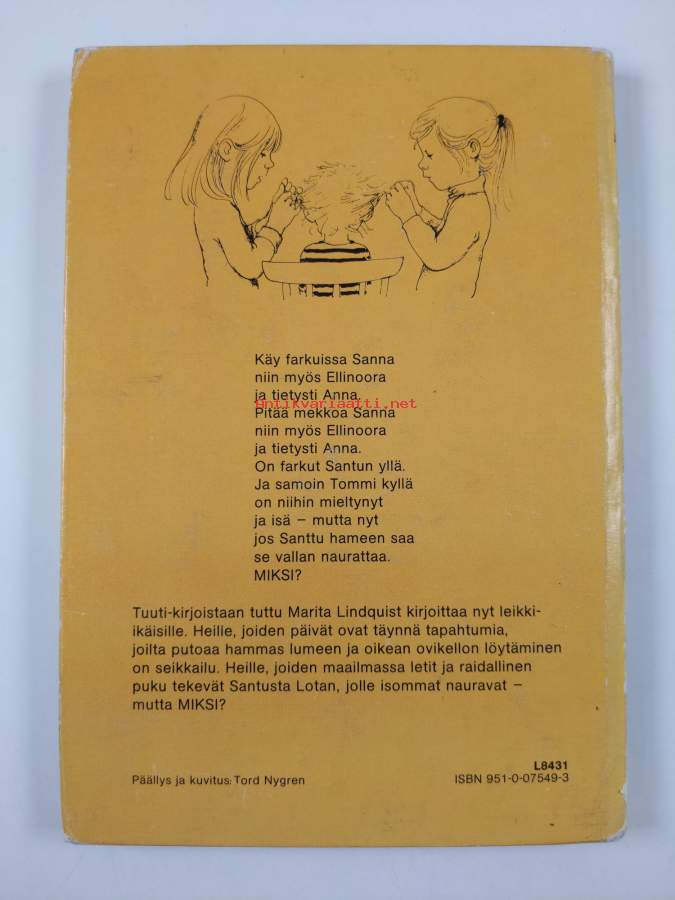 Käy farkuissa Sanna
niin myös Ellinoora
ja tietysti Anna.
Antikvariaatti.net
Pitää mekkoa Sanna
niin myös Ellinoora
ja tietysti Anna.
On farkut Santun yllä.
Ja samoin Tommi kyllä
on niihin mieltynyt
ja isä – mutta nyt
jos Santtu hameen saa
se vallan naurattaa.
MIKSI?
Tuuti-kirjoistaan tuttu Marita Lindquist kirjoittaa nyt leikki-
ikäisille. Heille, joiden päivät ovat täynnä tapahtumia,
joilta putoaa hammas lumeen ja oikean ovikellon löytäminen
on seikkailu. Heille, joiden maailmassa letit ja raidallinen
puku tekevät Santusta Lotan, jolle isommat nauravat –
mutta MIKSI?
L8431
Päällys ja kuvitus: Tord Nygren
ISBN 951-0-07549-3